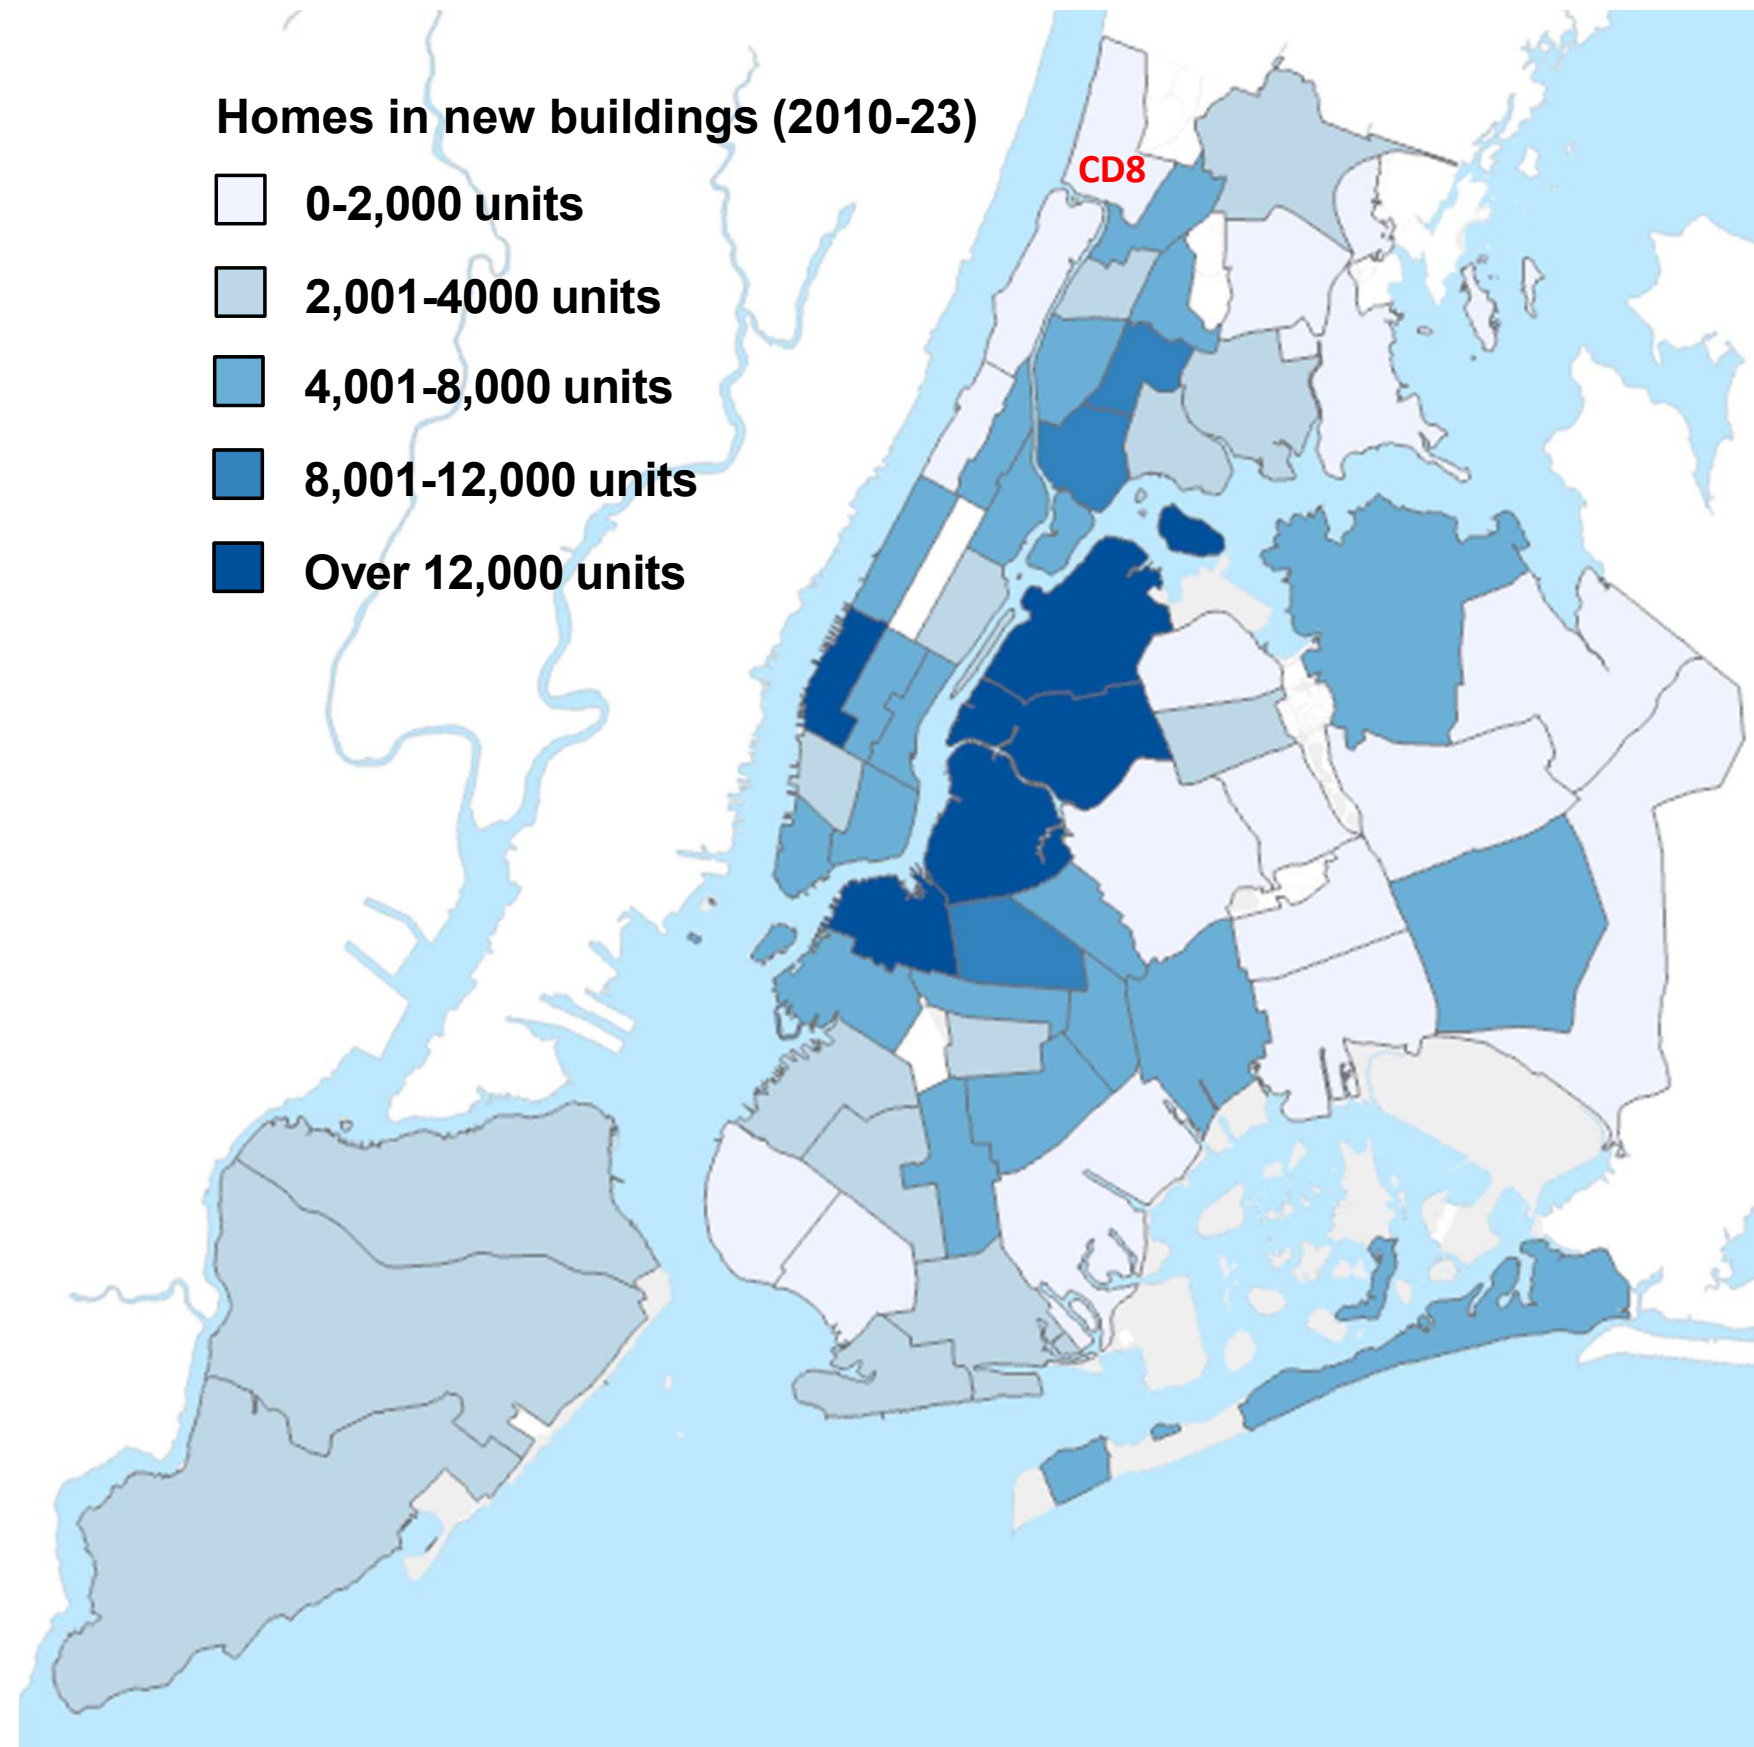 Homes in new buildings (2010-23)
0-2,000 units
2,001-4000 units
4,001-8,000 units
8,001-12,000 units
Over 12,000 units
CD8